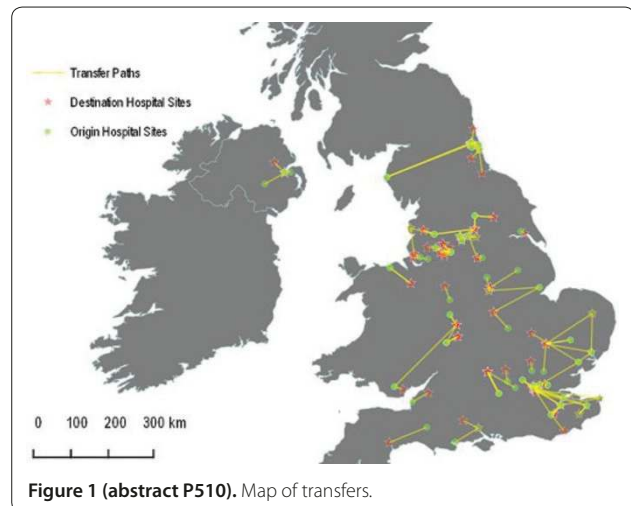 Transfer Paths
Destination Hospital Sites
Origin Hospital Sites
0 100 200 300 km
Figure 1 (abstract P510). Map of transfers.